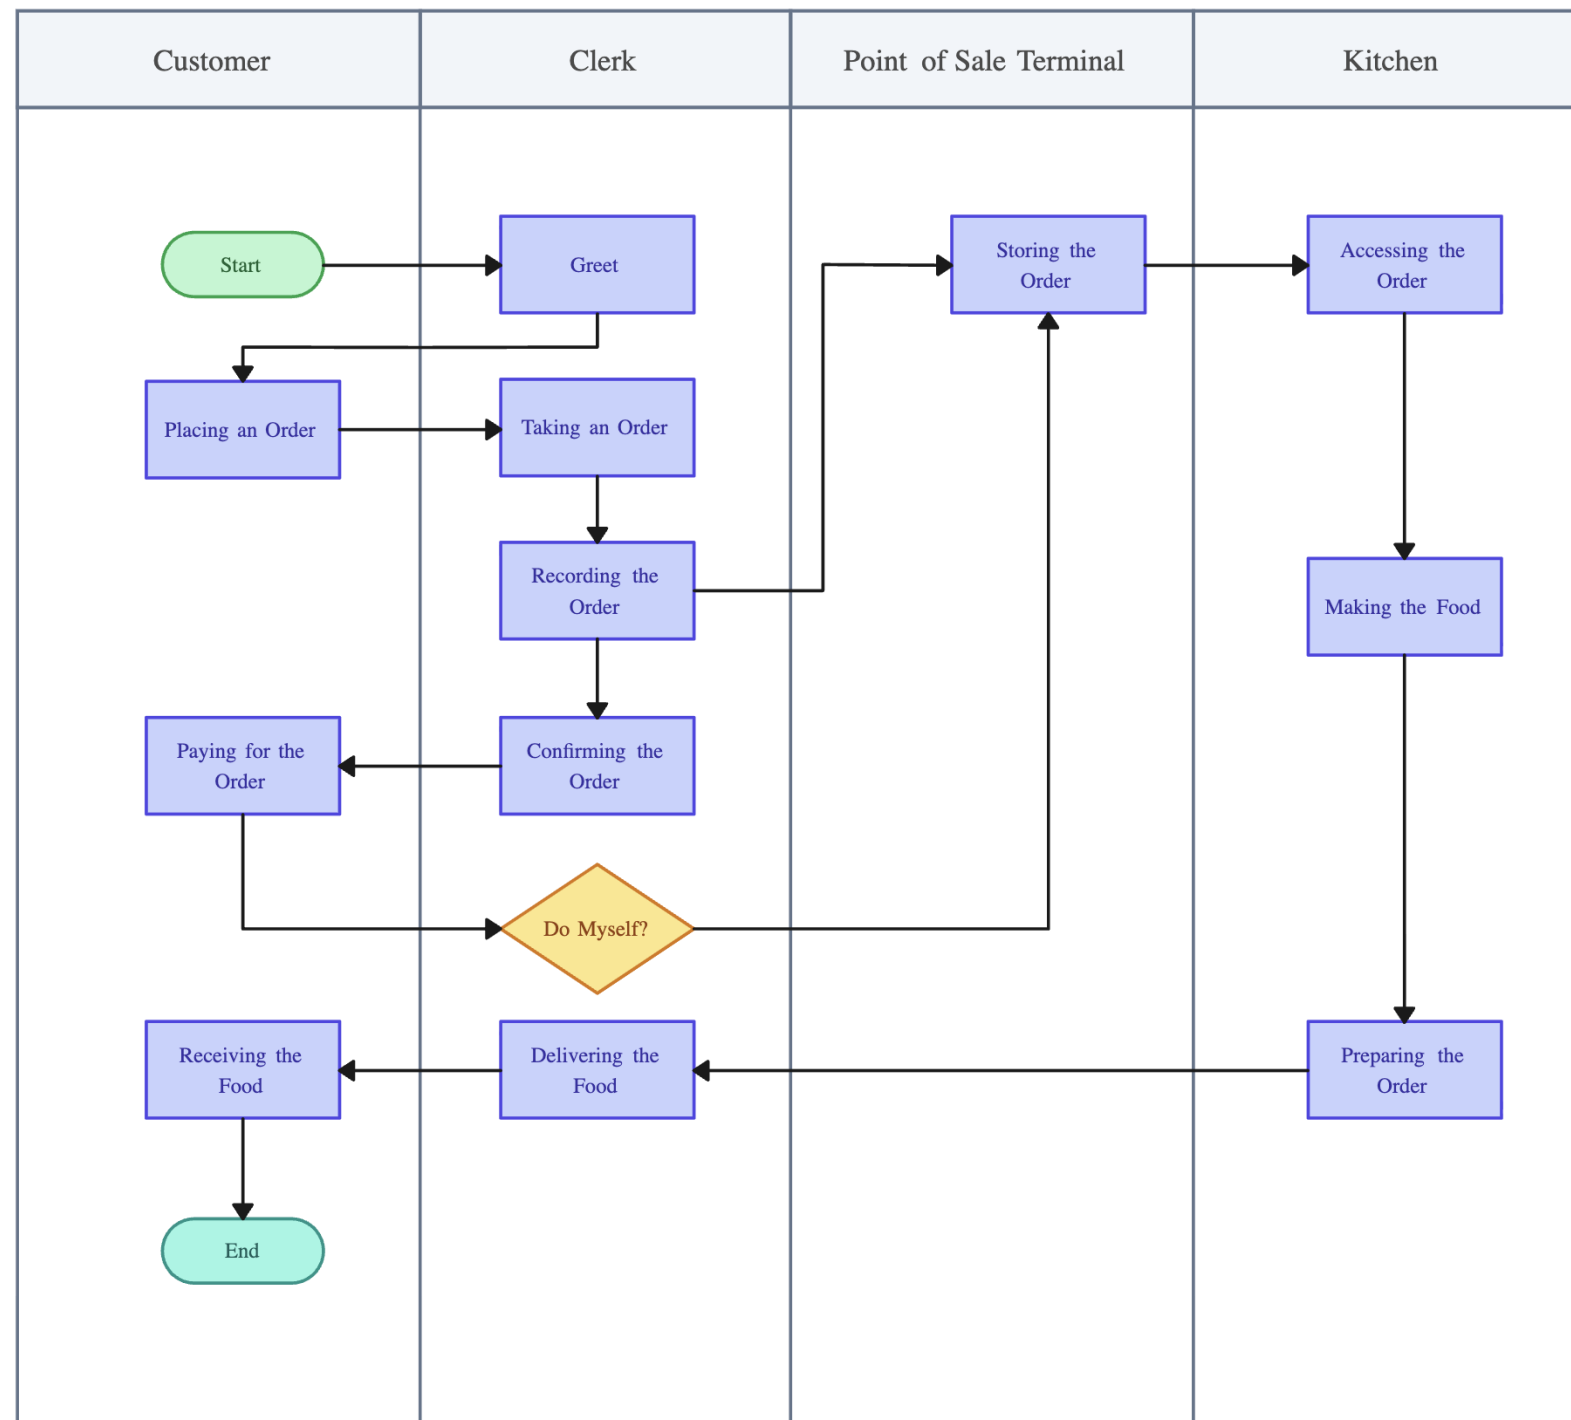 Customer
Clerk
Point of Sale Terminal
Kitchen
Start
Greet
Storing the
Order
Accessing the
Order
Placing an Order
Taking an Order
Recording the
Order
Making the Food
Paying for the
Order
Confirming the
Order
Do Myself?
Receiving the
Food
Delivering the
Food
Preparing the
Order
End